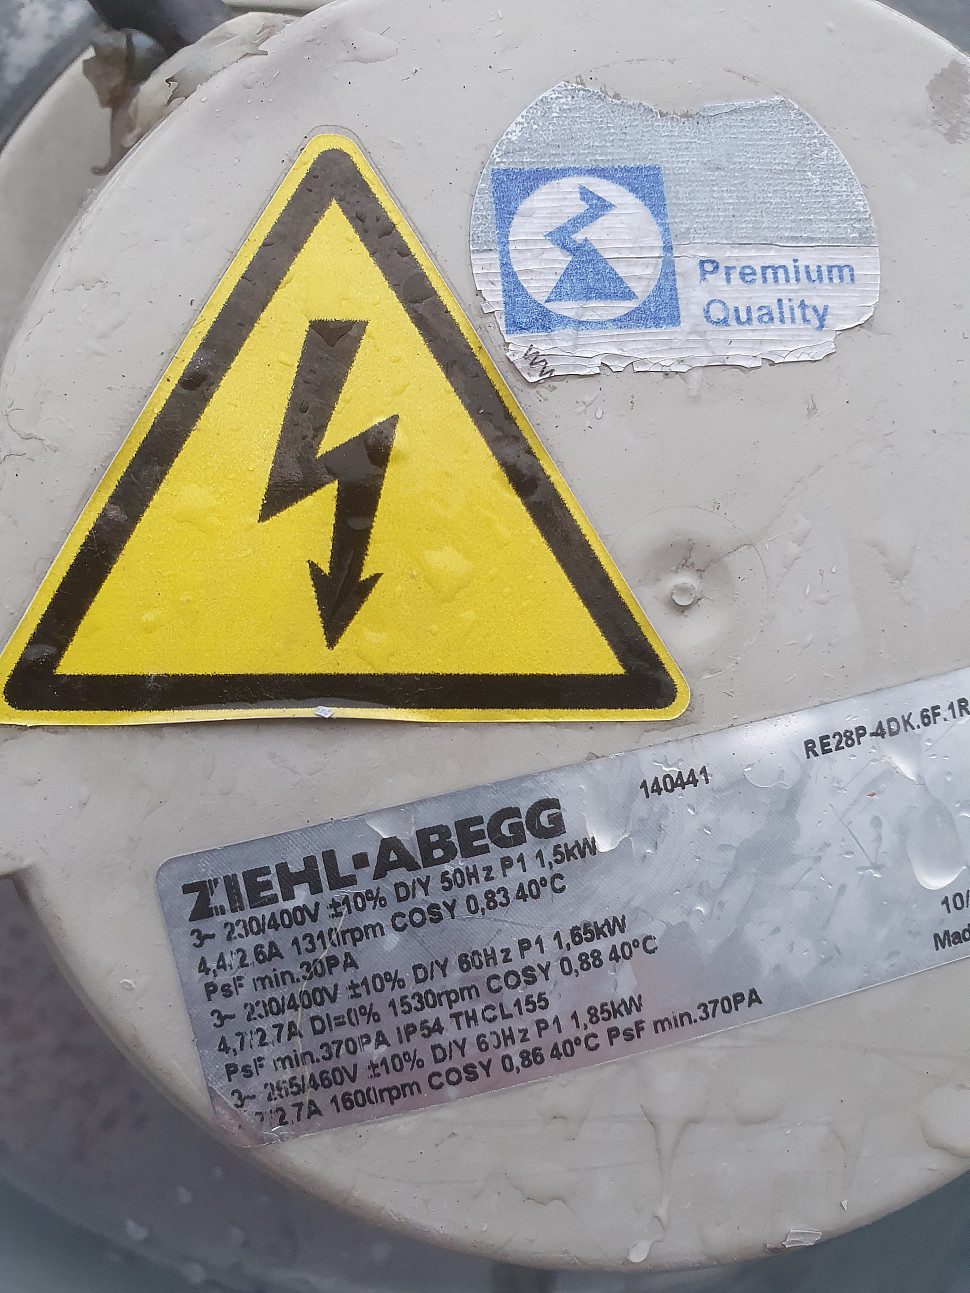 Premium
Quality
140441
RE28P-4DK.6F.1R
ZIEHL-ABEGG
3~ 230/400V ±10% D/Y 50Hz P1 1,5kW
4,4/2,6A 1310rpm COSY 0,83 40°C
PsF min.30PA
3~ 230/400V ±10% D/Y 60Hz P1 1,65kW
4,7/2,7A DI=0% 1530rpm COSY 0,88 40°C
PsF min.370PA IP54 THCL155
3~ 265/460V ±10% D/Y 60Hz P1 1,85kW
7/2,7A 1600rpm COSY 0,86 40°C PsF min.370PA
10/
Mad